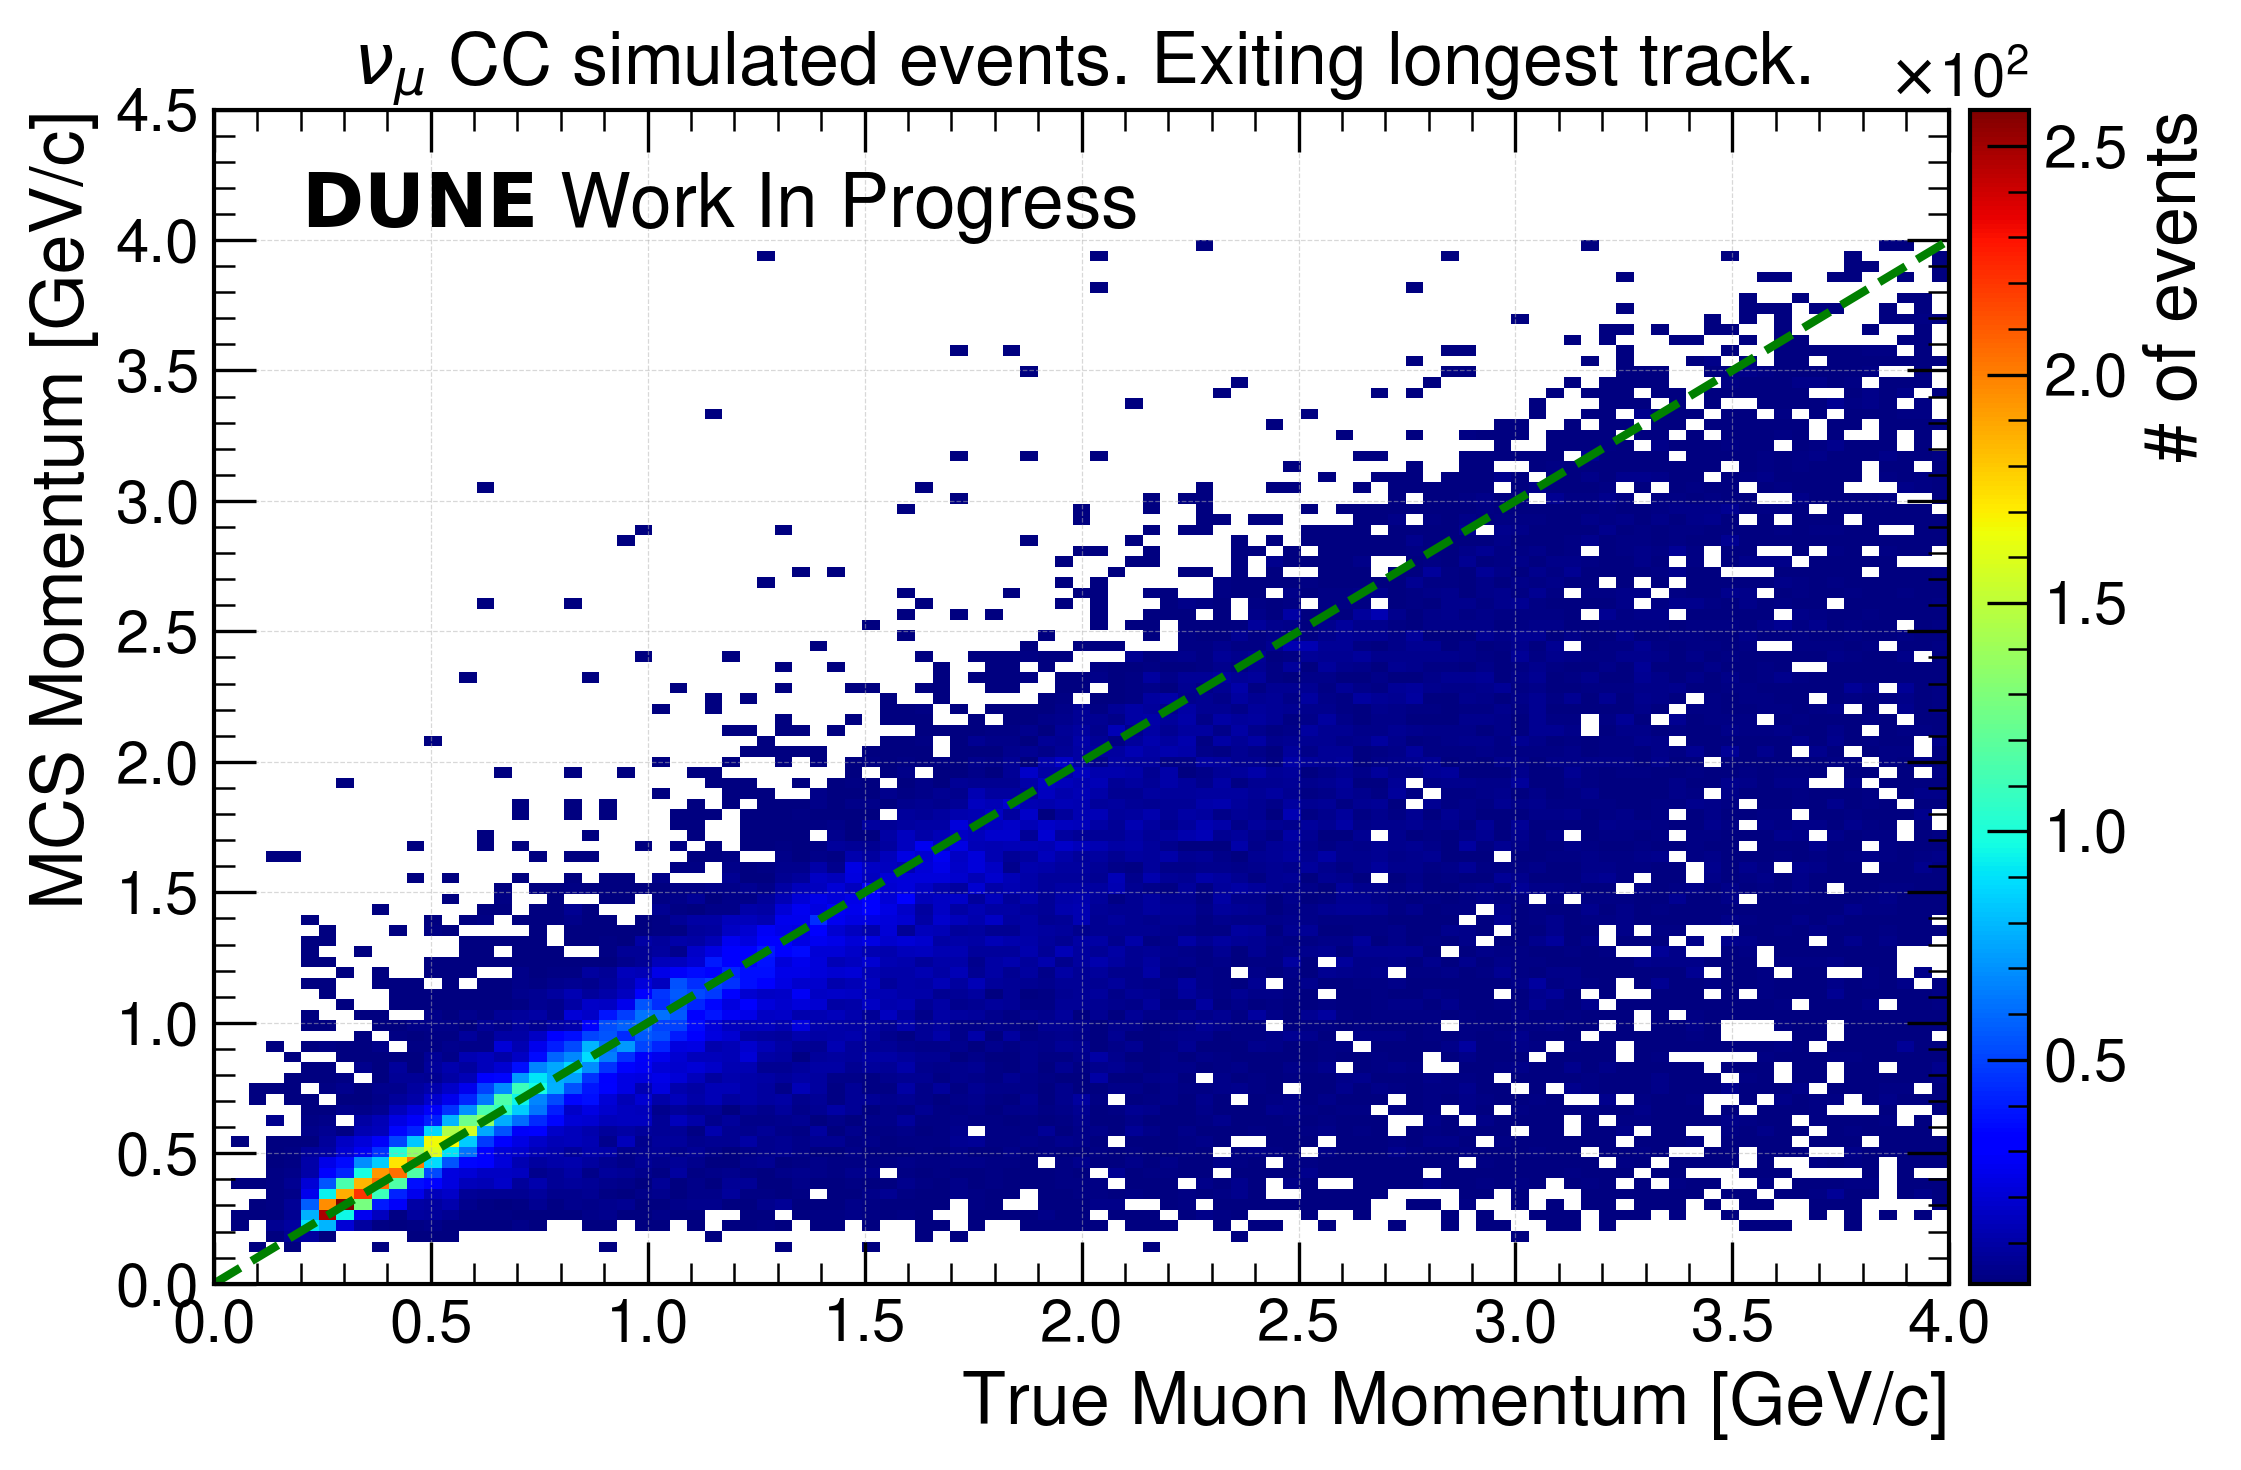 ν_μ CC simulated events. Exiting longest track.
×10²
DUNE Work In Progress
MCS Momentum [GeV/c]
4.5
4.0
3.5
3.0
2.5
2.0
1.5
1.0
0.5
0.0
0.0 0.5 1.0 1.5 2.0 2.5 3.0 3.5 4.0
True Muon Momentum [GeV/c]
2.5
2.0
1.5
1.0
0.5
# of events